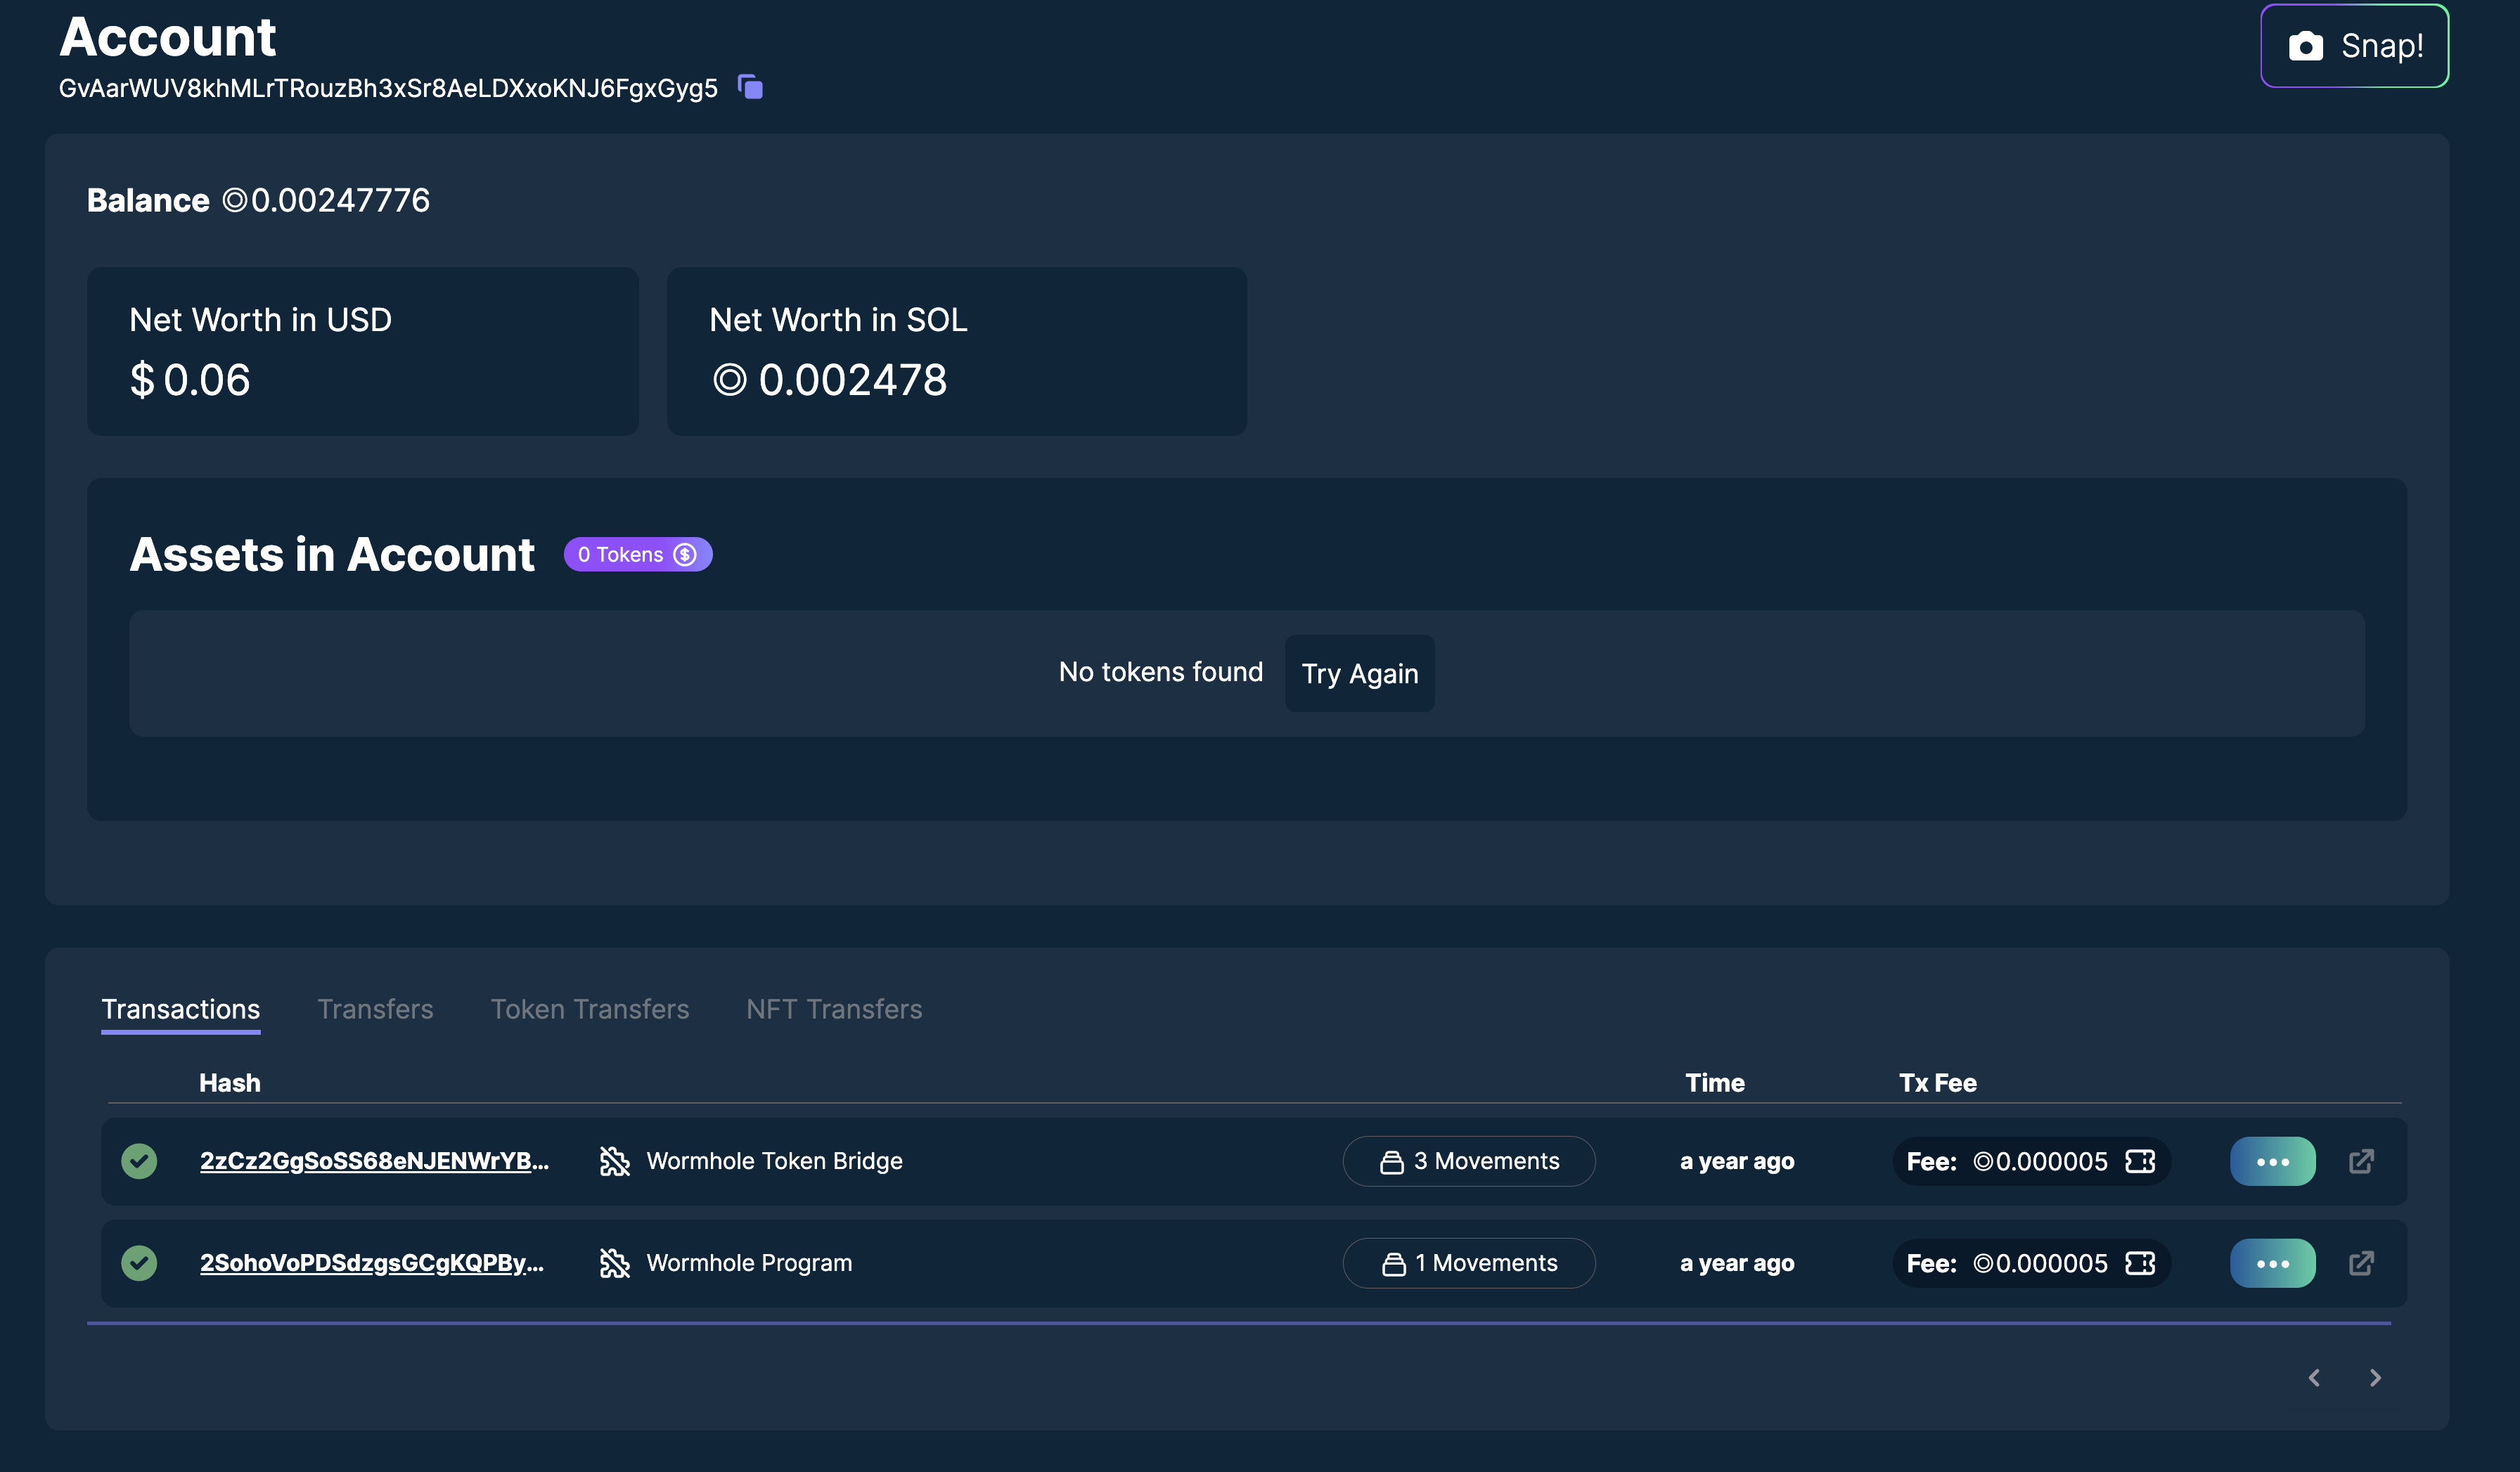 Account
Snap!
GvAarWUV8khMLrTRouzBh3xSr8AeLDXxoKNJ6FgxGyg5
Balance ◎0.00247776
Net Worth in USD
$ 0.06
Net Worth in SOL
◎ 0.002478
Assets in Account
0 Tokens
No tokens found
Try Again
Transactions Transfers Token Transfers NFT Transfers
Hash Time Tx Fee
2zCz2GgSoSS68eNJENWrYB... Wormhole Token Bridge 3 Movements a year ago Fee: ◎0.000005
2SohoVoPDSdzgsGCgKQPBy... Wormhole Program 1 Movements a year ago Fee: ◎0.000005